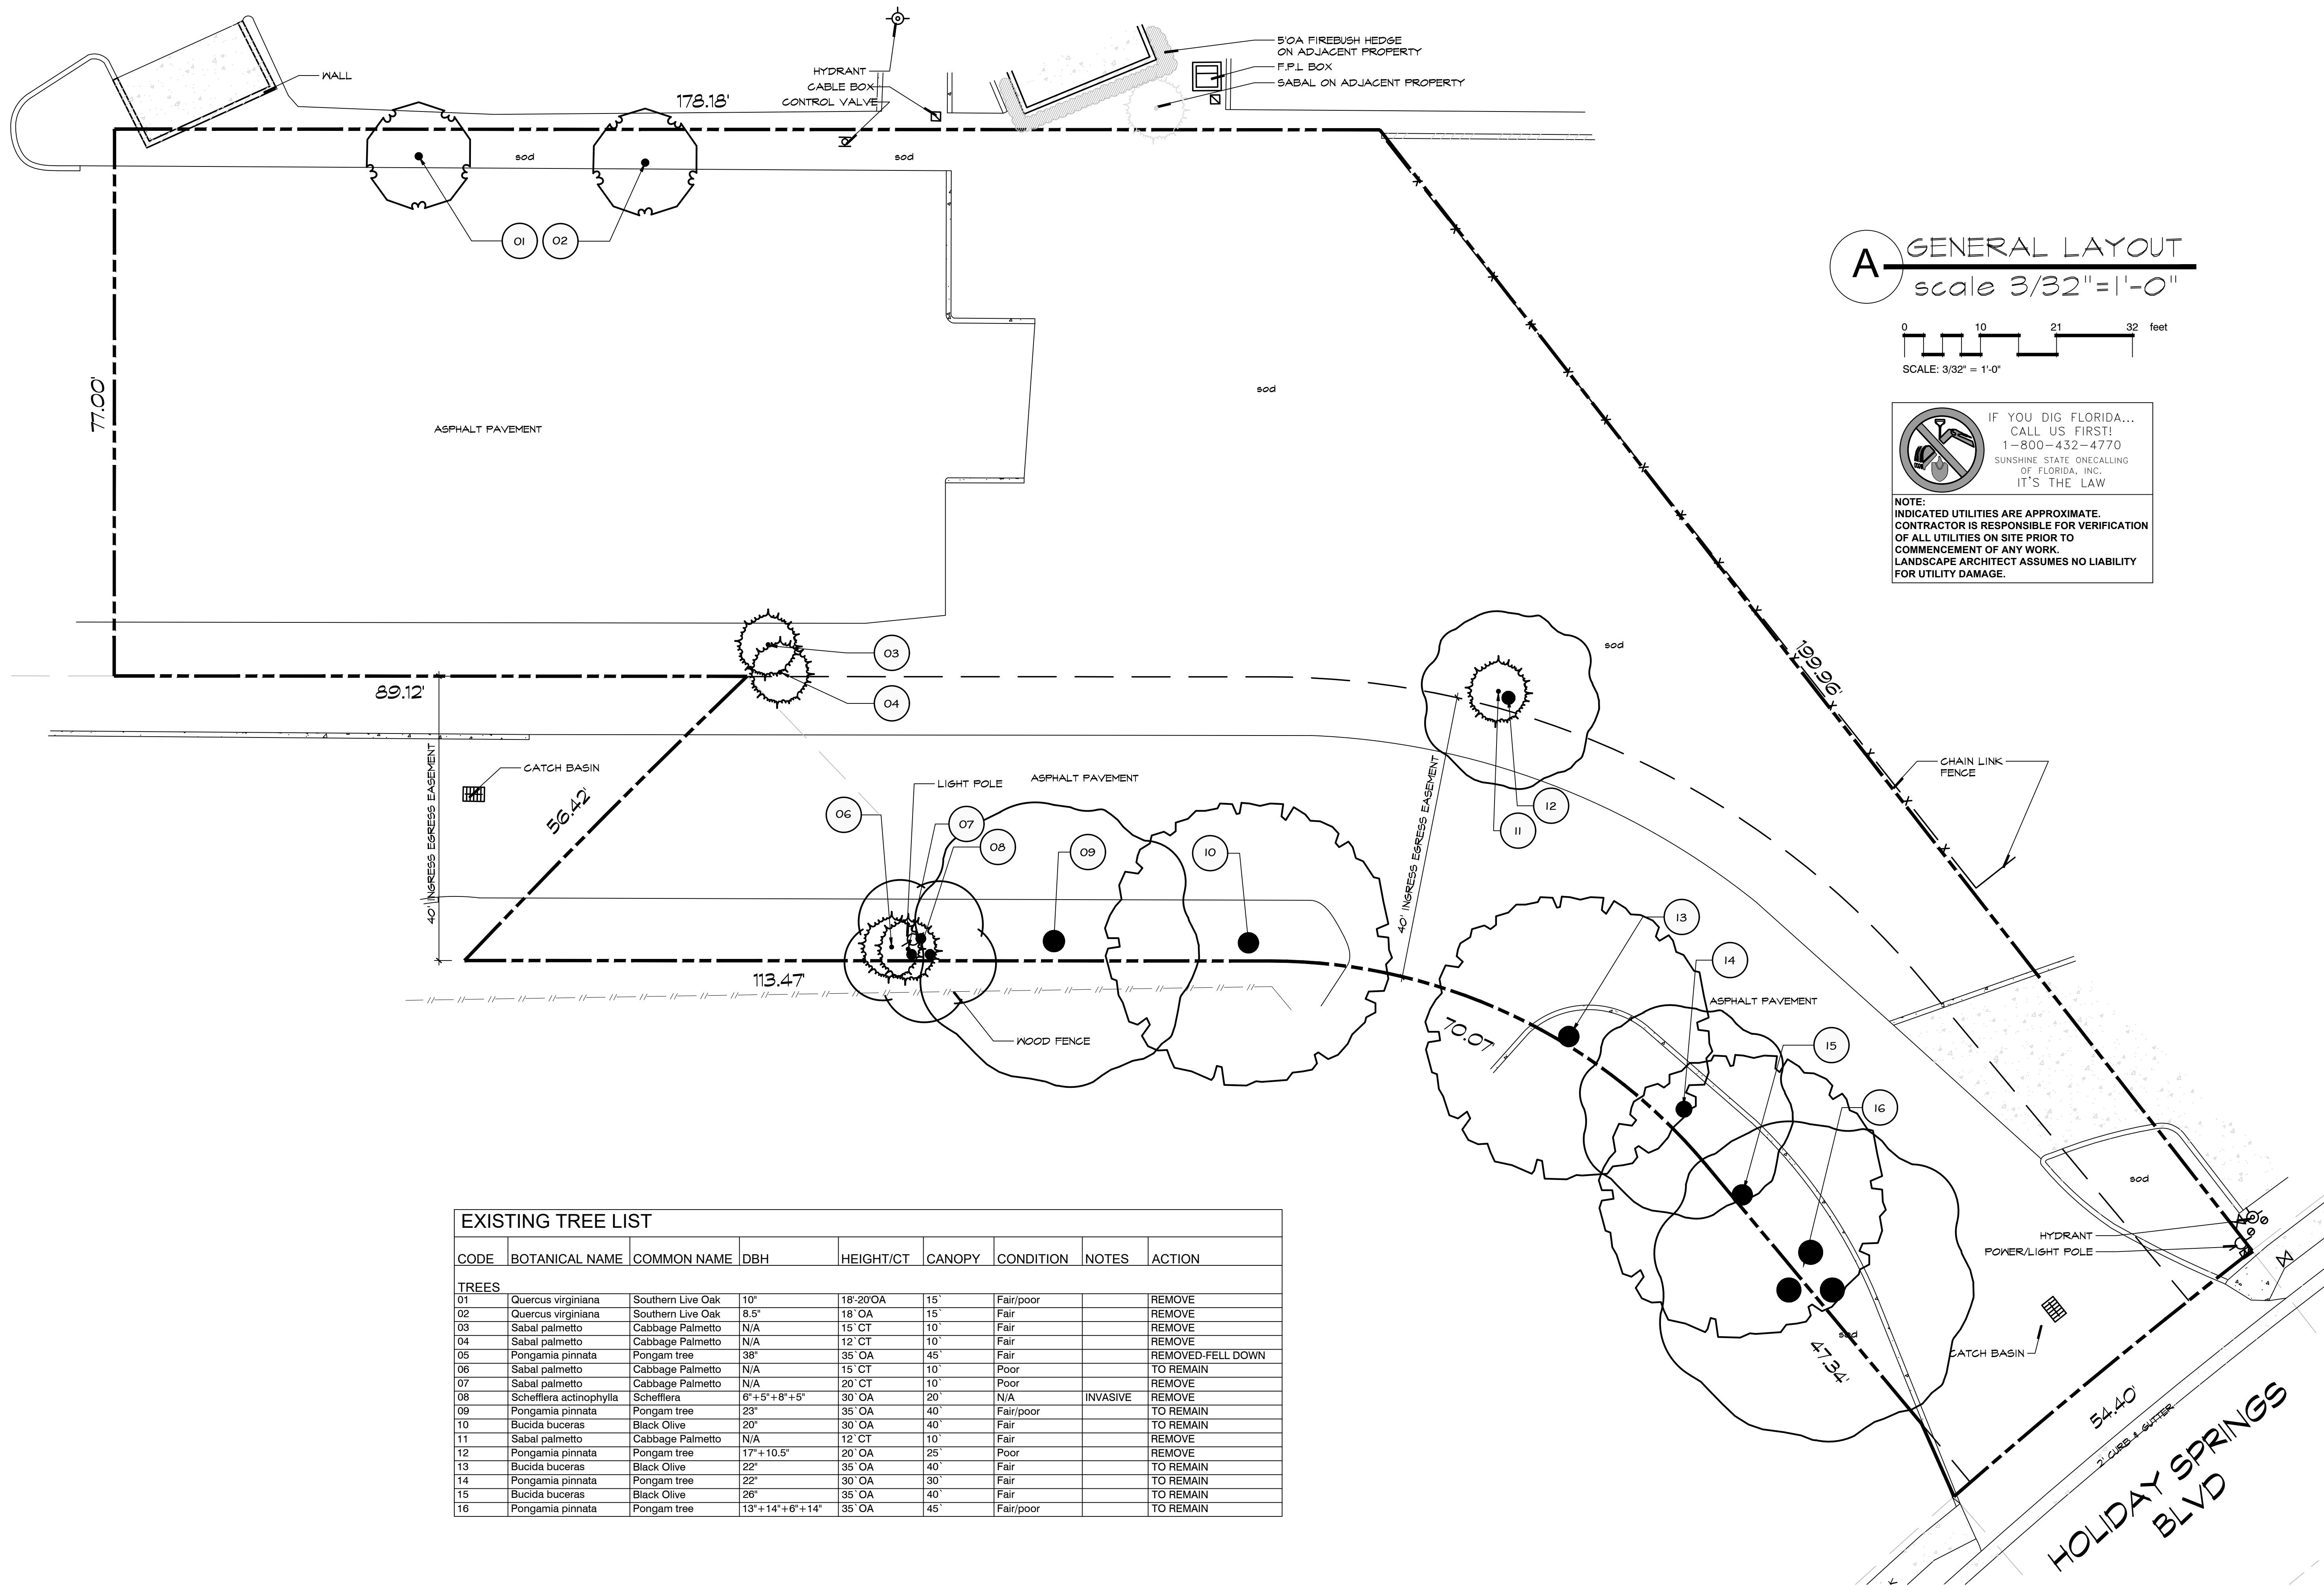 5'OA FIREBUSH HEDGE
ON ADJACENT PROPERTY
F.P.L BOX
SABAL ON ADJACENT PROPERTY
WALL
HYDRANT
CABLE BOX
CONTROL VALVE
178.18'
sod
sod
01
02
A
GENERAL LAYOUT
scale 3/32"=1'-0"
0 10 21 32 feet
SCALE: 3/32" = 1'-0"
77.00'
ASPHALT PAVEMENT
sod
IF YOU DIG FLORIDA...
CALL US FIRST!
1-800-432-4770
SUNSHINE STATE ONECALLING
OF FLORIDA, INC.
IT'S THE LAW
NOTE:
INDICATED UTILITIES ARE APPROXIMATE.
CONTRACTOR IS RESPONSIBLE FOR VERIFICATION
OF ALL UTILITIES ON SITE PRIOR TO
COMMENCEMENT OF ANY WORK.
LANDSCAPE ARCHITECT ASSUMES NO LIABILITY
FOR UTILITY DAMAGE.
03
04
89.12'
sod
199.96'
40' INGRESS EGRESS EASEMENT
CATCH BASIN
56.42'
LIGHT POLE
ASPHALT PAVEMENT
06
07
08
09
10
12
11
40' INGRESS EGRESS EASEMENT
CHAIN LINK
FENCE
113.47'
WOOD FENCE
13
14
ASPHALT PAVEMENT
70.07'
15
16
sod
HYDRANT
POWER/LIGHT POLE
sod
47.34'
CATCH BASIN
54.40'
2' CURB & GUTTER
HOLIDAY SPRINGS
BLVD
EXISTING TREE LIST
CODE BOTANICAL NAME COMMON NAME DBH HEIGHT/CT CANOPY CONDITION NOTES ACTION
TREES
01 Quercus virginiana Southern Live Oak 10" 18'-20'OA 15` Fair/poor REMOVE
02 Quercus virginiana Southern Live Oak 8.5" 18`OA 15` Fair REMOVE
03 Sabal palmetto Cabbage Palmetto N/A 15`CT 10` Fair REMOVE
04 Sabal palmetto Cabbage Palmetto N/A 12`CT 10` Fair REMOVE
05 Pongamia pinnata Pongam tree 38" 35`OA 45` Fair REMOVED-FELL DOWN
06 Sabal palmetto Cabbage Palmetto N/A 15`CT 10` Poor TO REMAIN
07 Sabal palmetto Cabbage Palmetto N/A 20`CT 10` Poor REMOVE
08 Schefflera actinophylla Schefflera 6"+5"+8"+5" 30`OA 20` N/A INVASIVE REMOVE
09 Pongamia pinnata Pongam tree 23" 35`OA 40` Fair/poor TO REMAIN
10 Bucida buceras Black Olive 20" 30`OA 40` Fair TO REMAIN
11 Sabal palmetto Cabbage Palmetto N/A 12`CT 10` Fair REMOVE
12 Pongamia pinnata Pongam tree 17"+10.5" 20`OA 25` Poor REMOVE
13 Bucida buceras Black Olive 22" 35`OA 40` Fair TO REMAIN
14 Pongamia pinnata Pongam tree 22" 30`OA 30` Fair TO REMAIN
15 Bucida buceras Black Olive 26" 35`OA 40` Fair TO REMAIN
16 Pongamia pinnata Pongam tree 13"+14"+6"+14" 35`OA 45` Fair/poor TO REMAIN